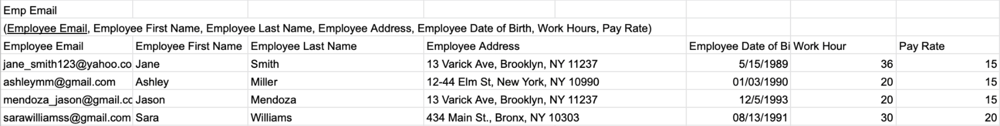 Emp Email
(Employee Email, Employee First Name, Employee Last Name, Employee Address, Employee Date of Birth, Work Hours, Pay Rate)
Employee Email Employee First Name Employee Last Name Employee Address Employee Date of Bi Work Hour Pay Rate
jane_smith123@yahoo.co Jane Smith 13 Varick Ave, Brooklyn, NY 11237 5/15/1989 36 15
ashleymm@gmail.com Ashley Miller 12-44 Elm St, New York, NY 10990 01/03/1990 20 15
mendoza_jason@gmail.cc Jason Mendoza 13 Varick Ave, Brooklyn, NY 11237 12/5/1993 20 15
sarawilliamss@gmail.com Sara Williams 434 Main St., Bronx, NY 10303 08/13/1991 30 20